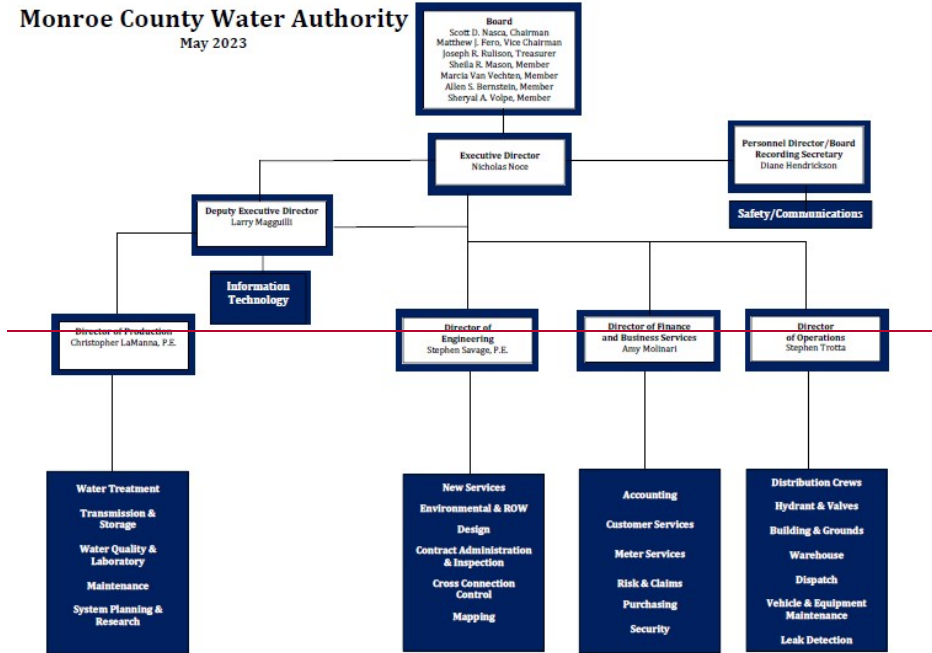 Monroe County Water Authority
May 2023
Board
Scott D. Nasca, Chairman
Matthew J. Fero, Vice Chairman
Joseph R. Rulison, Treasurer
Sheila R. Mason, Member
Marcia Van Vechten, Member
Allen S. Bernstein, Member
Sheryal A. Volpe, Member
Executive Director
Nicholas Noce
Personnel Director/Board
Recording Secretary
Diane Hendrickson
Safety/Communications
Deputy Executive Director
Larry Magguilli
Information
Technology
Director of Production
Christopher LaManna, P.E.
Director of
Engineering
Stephen Savage, P.E.
Director of Finance
and Business Services
Amy Molinari
Director
of Operations
Stephen Trotta
Water Treatment
Transmission &
Storage
Water Quality &
Laboratory
Maintenance
System Planning &
Research
New Services
Environmental & ROW
Design
Contract Administration
& Inspection
Cross Connection
Control
Mapping
Accounting
Customer Services
Meter Services
Risk & Claims
Purchasing
Security
Distribution Crews
Hydrant & Valves
Building & Grounds
Warehouse
Dispatch
Vehicle & Equipment
Maintenance
Leak Detection